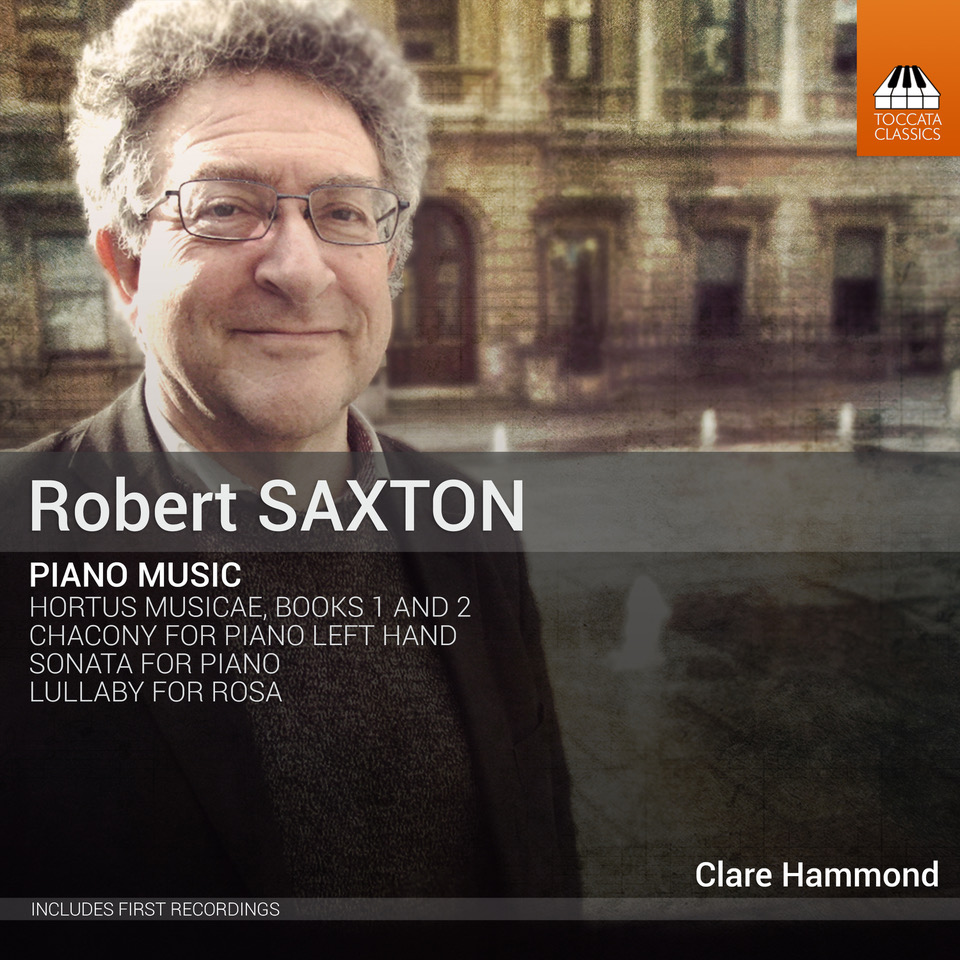 TOCCATA
CLASSICS
Robert SAXTON
PIANO MUSIC
HORTUS MUSICAE, BOOKS 1 AND 2
CHACONY FOR PIANO LEFT HAND
SONATA FOR PIANO
LULLABY FOR ROSA
Clare Hammond
INCLUDES FIRST RECORDINGS